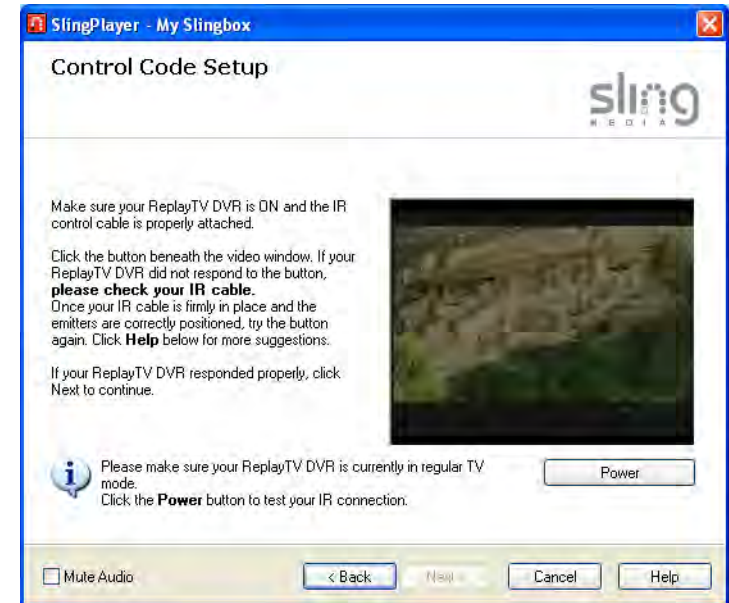 SlingPlayer - My Slingbox
Control Code Setup
sling
MEDIA
Make sure your ReplayTV DVR is ON and the IR
control cable is properly attached.
Click the button beneath the video window. If your
ReplayTV DVR did not respond to the button,
please check your IR cable.
Once your IR cable is firmly in place and the
emitters are correctly positioned, try the button
again. Click Help below for more suggestions.
If your ReplayTV DVR responded properly, click
Next to continue.
Please make sure your ReplayTV DVR is currently in regular TV
mode.
Click the Power button to test your IR connection.
Power
Mute Audio
< Back
Next >
Cancel
Help